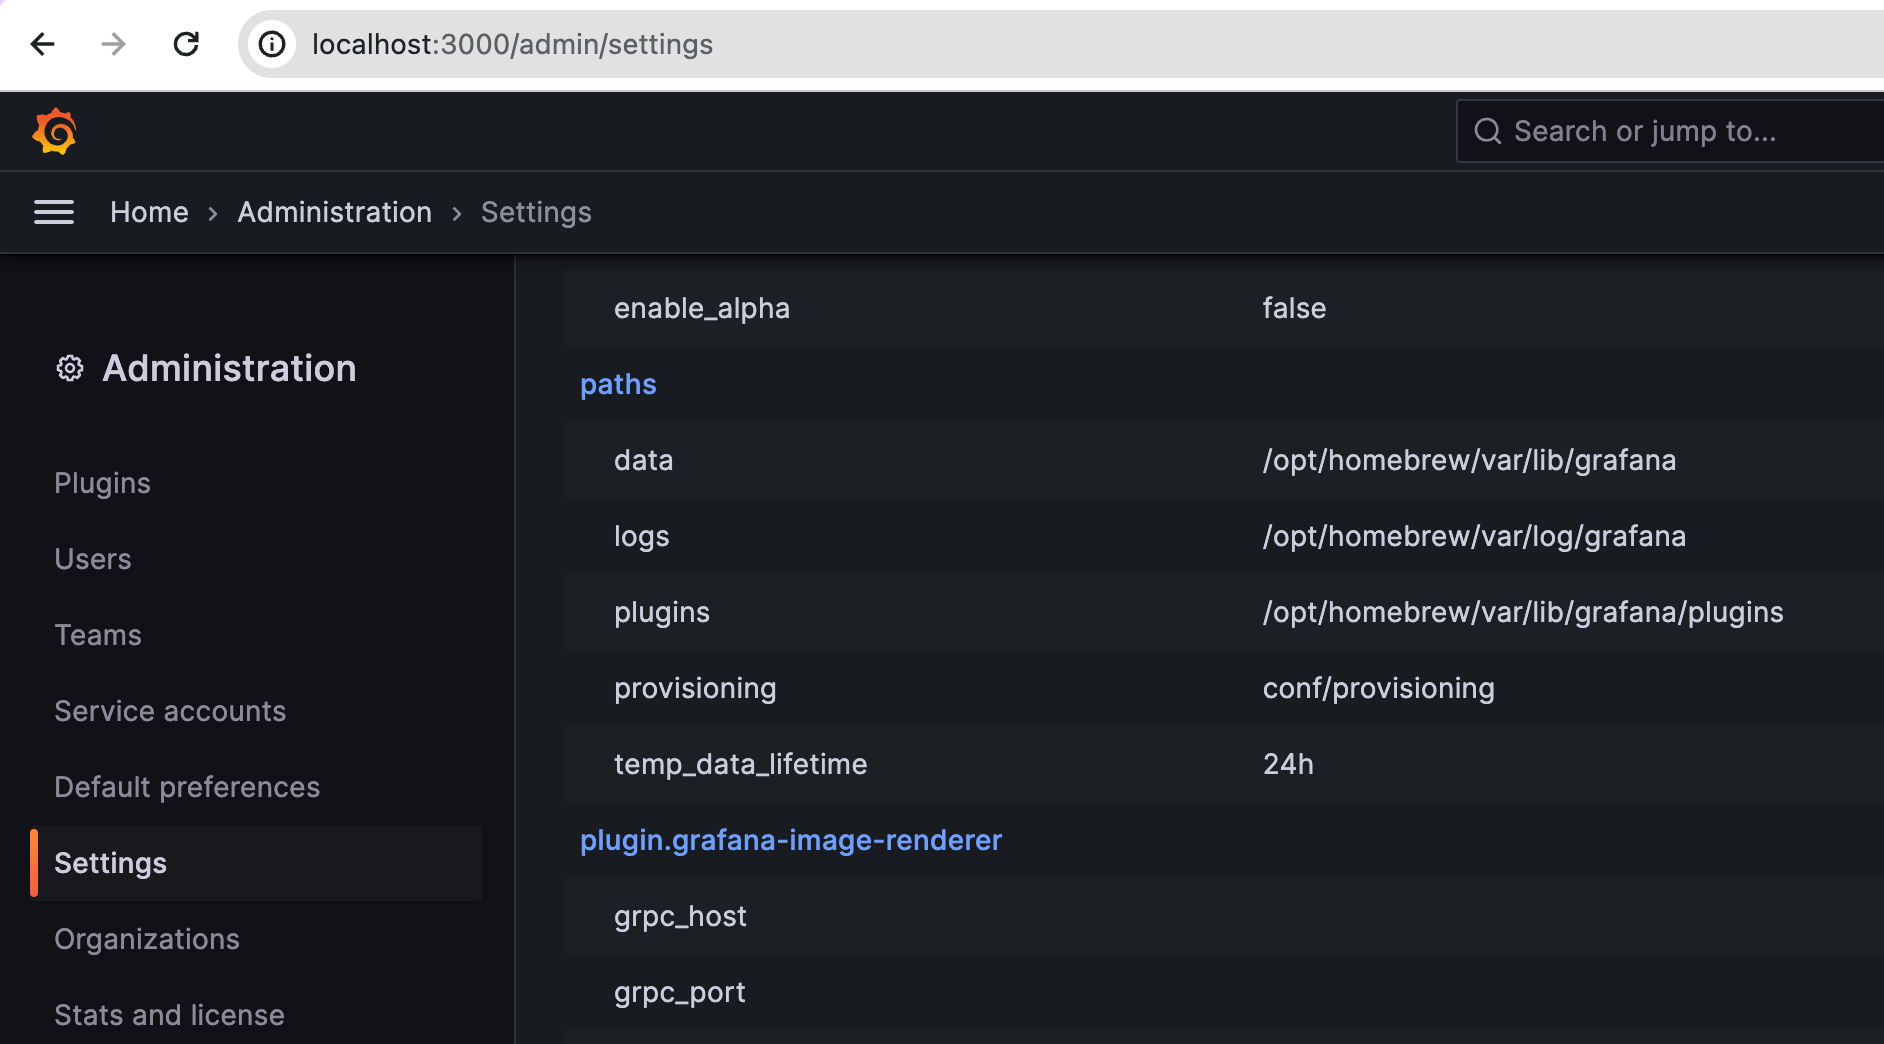 localhost:3000/admin/settings
Search or jump to...
Home › Administration › Settings
Administration
Plugins
Users
Teams
Service accounts
Default preferences
Settings
Organizations
Stats and license
enable_alpha false
paths
data /opt/homebrew/var/lib/grafana
logs /opt/homebrew/var/log/grafana
plugins /opt/homebrew/var/lib/grafana/plugins
provisioning conf/provisioning
temp_data_lifetime 24h
plugin.grafana-image-renderer
grpc_host
grpc_port